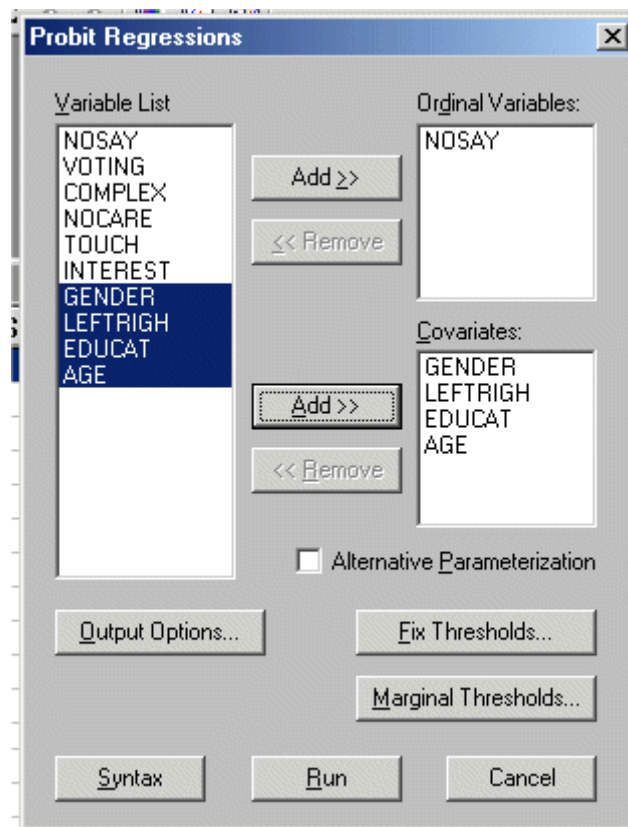 Probit Regressions
Variable List
NOSAY
VOTING
COMPLEX
NOCARE
TOUCH
INTEREST
GENDER
LEFTRIGH
EDUCAT
AGE
Add >>
<< Remove
Ordinal Variables:
NOSAY
Add >>
<< Remove
Covariates:
GENDER
LEFTRIGH
EDUCAT
AGE
Alternative Parameterization
Output Options...
Fix Thresholds...
Marginal Thresholds...
Syntax
Run
Cancel